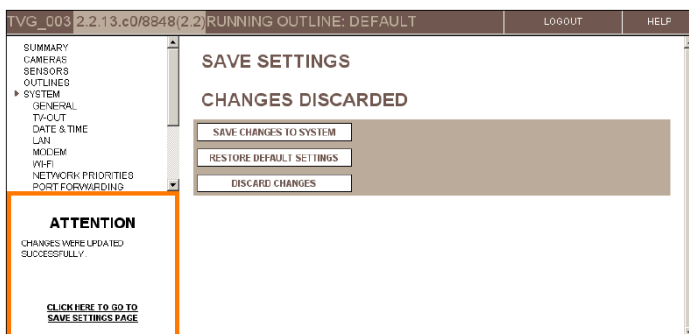 TVG_003 2.2.13.c0/8848(2.2)RUNNING OUTLINE: DEFAULT LOGOUT HELP
SUMMARY
CAMERAS
SENSORS
OUTLINES
SYSTEM
GENERAL
TV-OUT
DATE & TIME
LAN
MODEM
WI-FI
NETWORK PRIORITIES
PORT FORWARDING
SAVE SETTINGS
CHANGES DISCARDED
SAVE CHANGES TO SYSTEM
RESTORE DEFAULT SETTINGS
DISCARD CHANGES
ATTENTION
CHANGES WERE UPDATED
SUCCESSFULLY.
CLICK HERE TO GO TO
SAVE SETTINGS PAGE